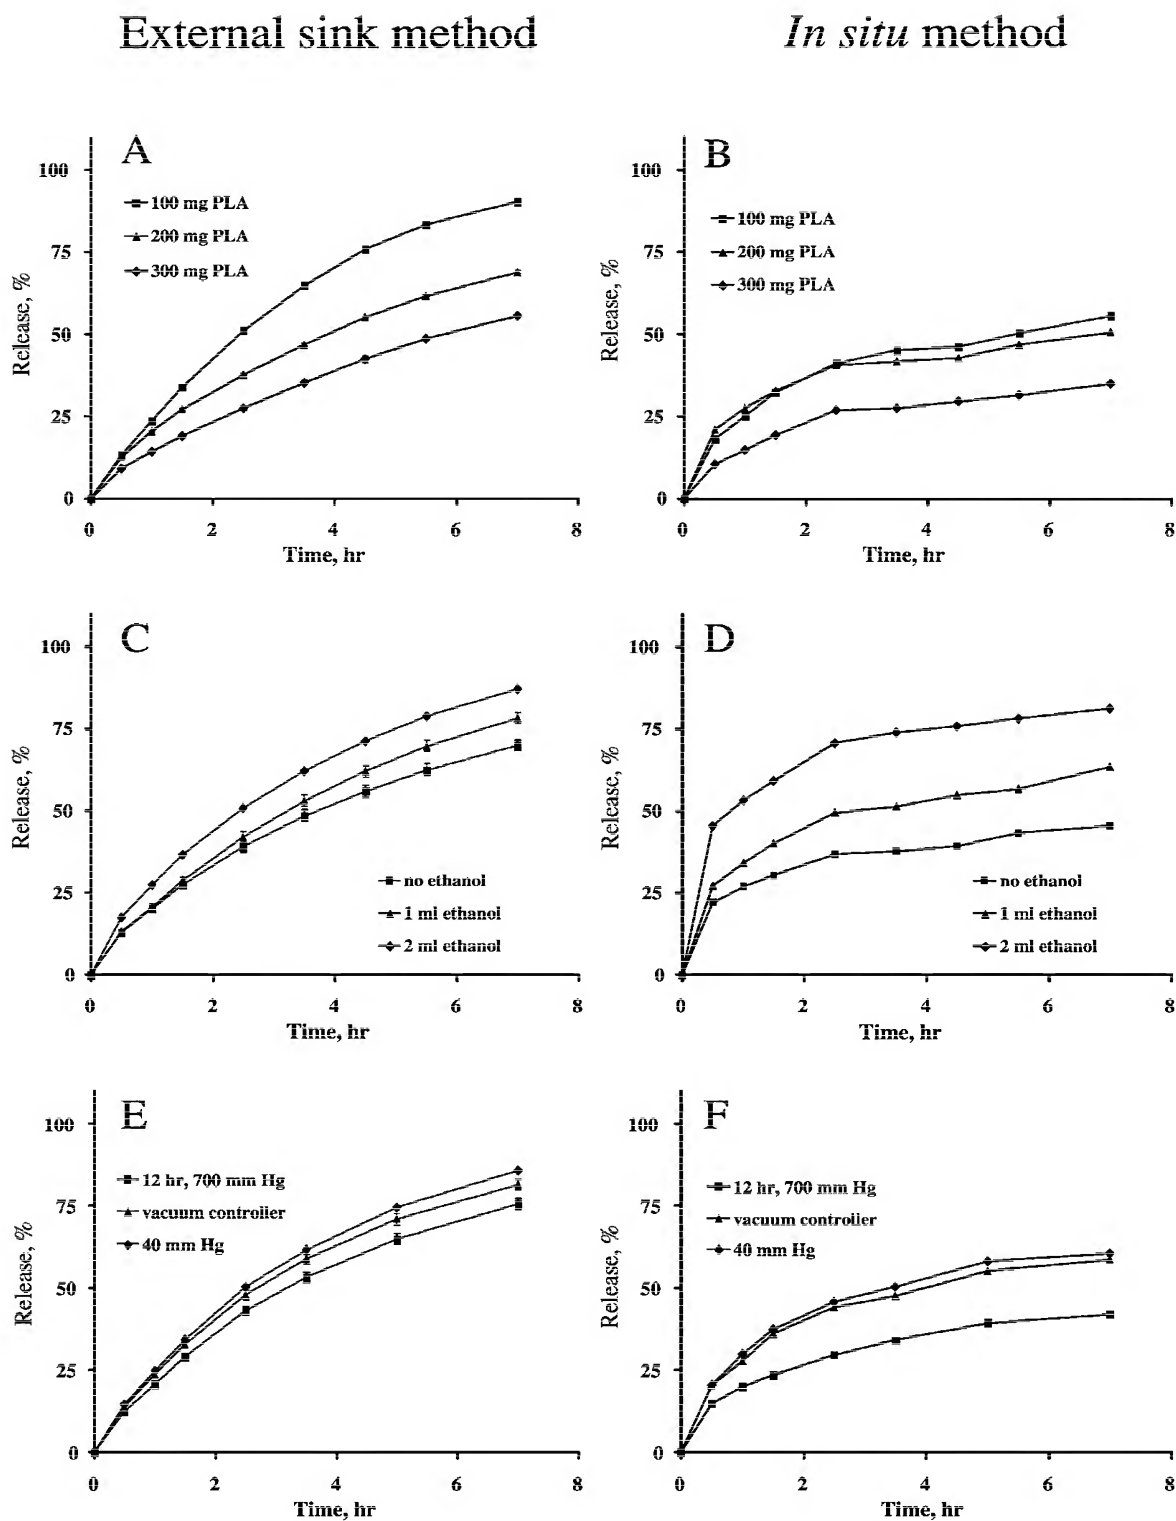 External sink method
In situ method
A
100
75
50
25
0
Release, %
100 mg PLA
200 mg PLA
300 mg PLA
0 2 4 6 8
Time, hr
B
100
75
50
25
0
Release, %
100 mg PLA
200 mg PLA
300 mg PLA
0 2 4 6 8
Time, hr
C
100
75
50
25
0
Release, %
no ethanol
1 ml ethanol
2 ml ethanol
0 2 4 6 8
Time, hr
D
100
75
50
25
0
Release, %
no ethanol
1 ml ethanol
2 ml ethanol
0 2 4 6 8
Time, hr
E
100
75
50
25
0
Release, %
12 hr, 700 mm Hg
vacuum controller
40 mm Hg
0 2 4 6 8
Time, hr
F
100
75
50
25
0
Release, %
12 hr, 700 mm Hg
vacuum controller
40 mm Hg
0 2 4 6 8
Time, hr